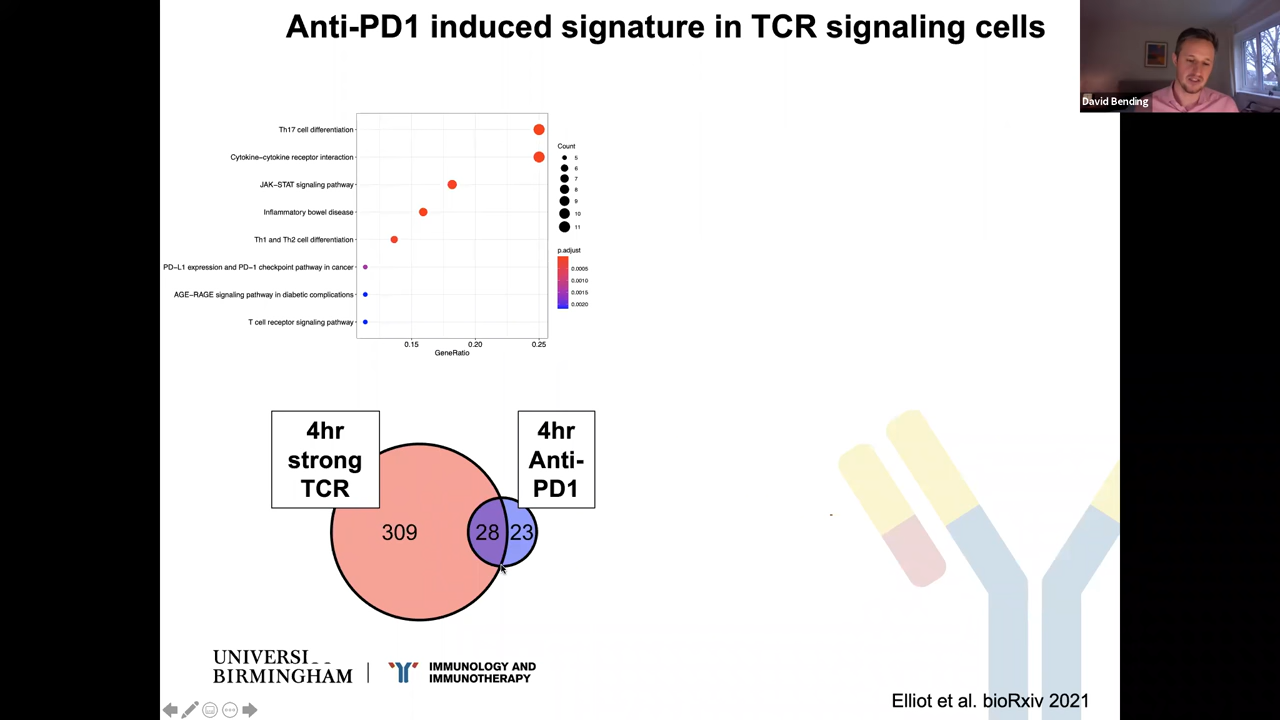 Anti-PD1 induced signature in TCR signaling cells
David Bending
Th17 cell differentiation
Cytokine−cytokine receptor interaction
JAK−STAT signaling pathway
Inflammatory bowel disease
Th1 and Th2 cell differentiation
PD−L1 expression and PD−1 checkpoint pathway in cancer
AGE−RAGE signaling pathway in diabetic complications
T cell receptor signaling pathway
0.15
0.20
0.25
GeneRatio
Count
5
6
7
8
9
10
11
p.adjust
0.0005
0.0010
0.0015
0.0020
4hr
strong
TCR
4hr
Anti-
PD1
309
28
23
UNIVERSI
BIRMINGHAM
IMMUNOLOGY AND
IMMUNOTHERAPY
Elliot et al. bioRxiv 2021